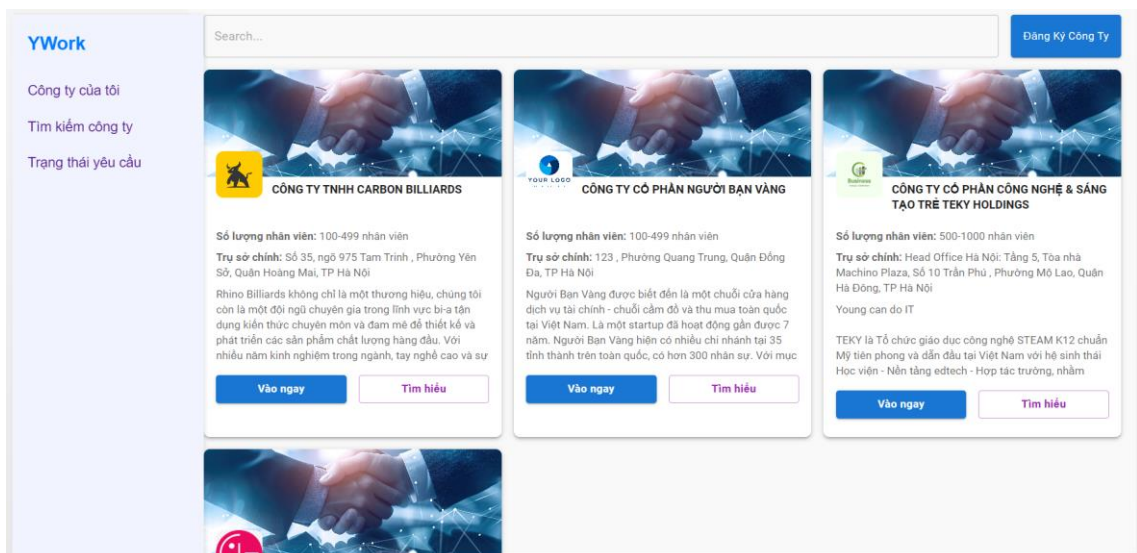 YWork
Công ty của tôi
Tìm kiếm công ty
Trạng thái yêu cầu
Search...
Đăng Ký Công Ty
CÔNG TY TNHH CARBON BILLIARDS
Số lượng nhân viên: 100-499 nhân viên
Trụ sở chính: Số 35, ngõ 975 Tam Trinh , Phường Yên
Sở, Quận Hoàng Mai, TP Hà Nội
Rhino Billiards không chỉ là một thương hiệu, chúng tôi
còn là một đội ngũ chuyên gia trong lĩnh vực bi-a tận
dụng kiến thức chuyên môn và đam mê để thiết kế và
phát triển các sản phẩm chất lượng hàng đầu. Với
nhiều năm kinh nghiệm trong ngành, tay nghề cao và sự
Vào ngay
Tìm hiểu
YOUR LOGO
CÔNG TY CỔ PHẦN NGƯỜI BẠN VÀNG
Số lượng nhân viên: 100-499 nhân viên
Trụ sở chính: 123 , Phường Quang Trung, Quận Đống
Đa, TP Hà Nội
Người Bạn Vàng được biết đến là một chuỗi cửa hàng
dịch vụ tài chính - chuỗi cầm đồ và thu mua toàn quốc
tại Việt Nam. Là một startup đã hoạt động gần được 7
năm. Người Bạn Vàng hiện có nhiều chi nhánh tại 35
tỉnh thành trên toàn quốc, có hơn 300 nhân sự. Với mục
Vào ngay
Tìm hiểu
Business
CÔNG TY CỔ PHẦN CÔNG NGHỆ & SÁNG
TẠO TRẺ TEKY HOLDINGS
Số lượng nhân viên: 500-1000 nhân viên
Trụ sở chính: Head Office Hà Nội: Tầng 5, Tòa nhà
Machino Plaza, Số 10 Trần Phú , Phường Mộ Lao, Quận
Hà Đông, TP Hà Nội
Young can do IT
TEKY là Tổ chức giáo dục công nghệ STEAM K12 chuẩn
Mỹ tiên phong và dẫn đầu tại Việt Nam với hệ sinh thái
Học viện - Nền tảng edtech - Hợp tác trường, nhằm
Vào ngay
Tìm hiểu